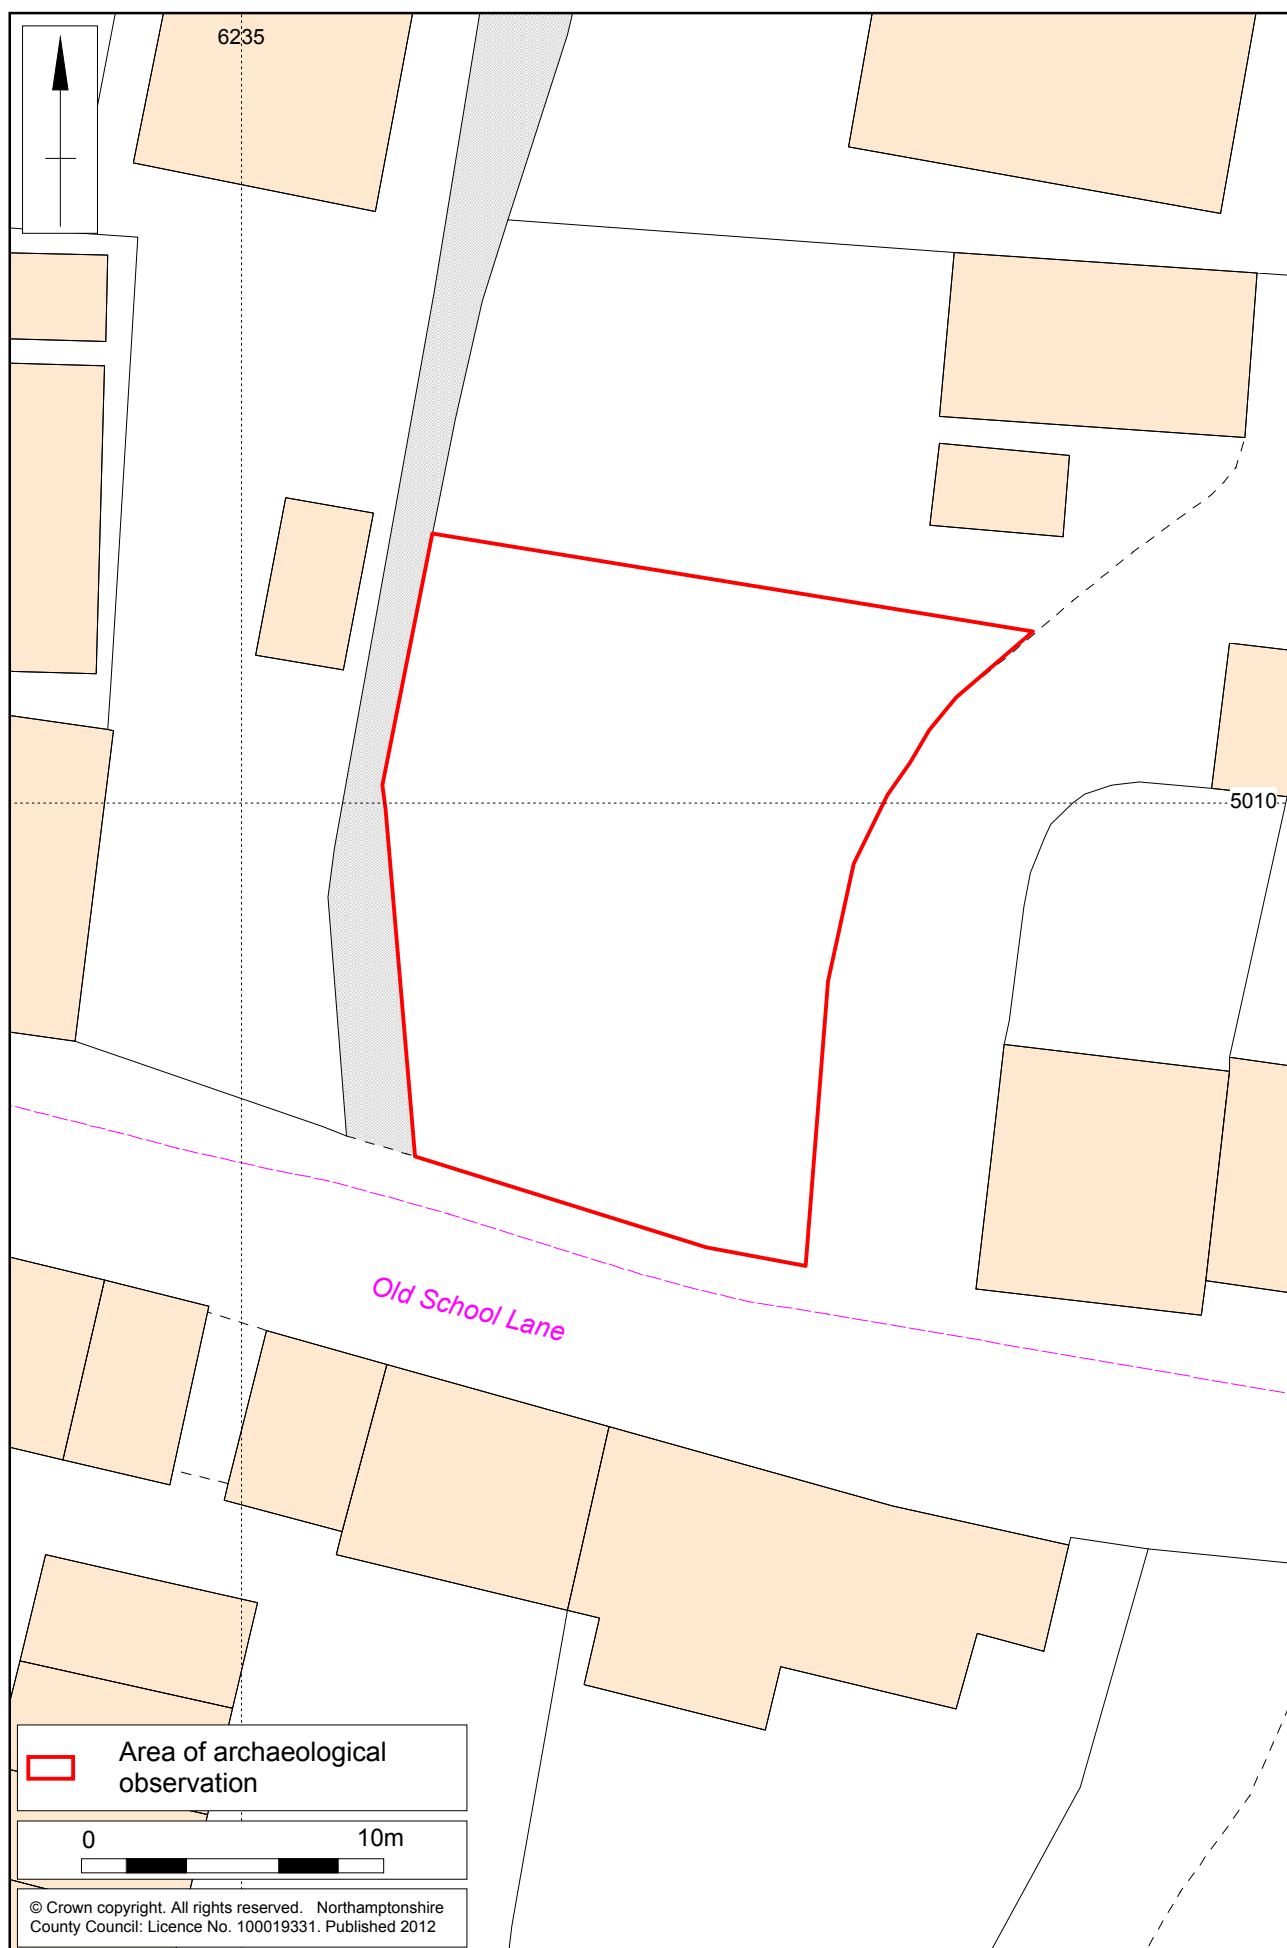 6235
5010
Old School Lane
Area of archaeological
observation
0 10m
© Crown copyright. All rights reserved. Northamptonshire
County Council: Licence No. 100019331. Published 2012